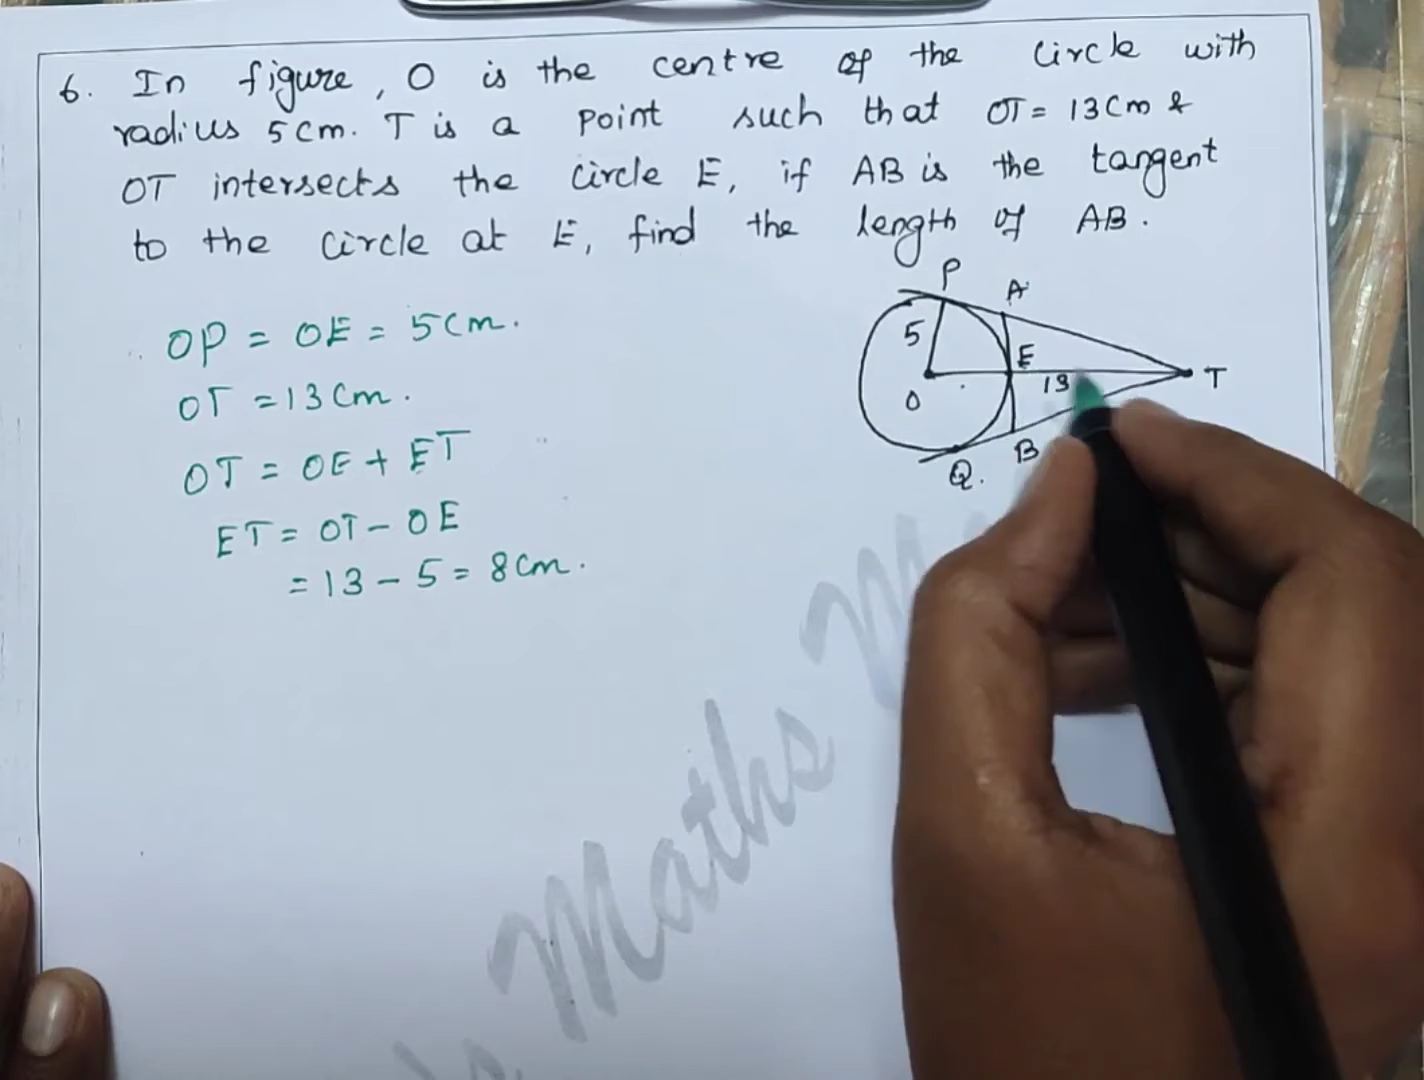 6. In figure, O is the centre of the circle with
radius 5cm. T is a point such that OT = 13cm &
OT intersects the circle E, if AB is the tangent
to the circle at E, find the length of AB.
P
A
OP = OE = 5cm.
5
E
13
T
O
OT = 13cm.
B
Q.
OT = OE + ET
ET = OT - OE
= 13 - 5 = 8cm.
Maths